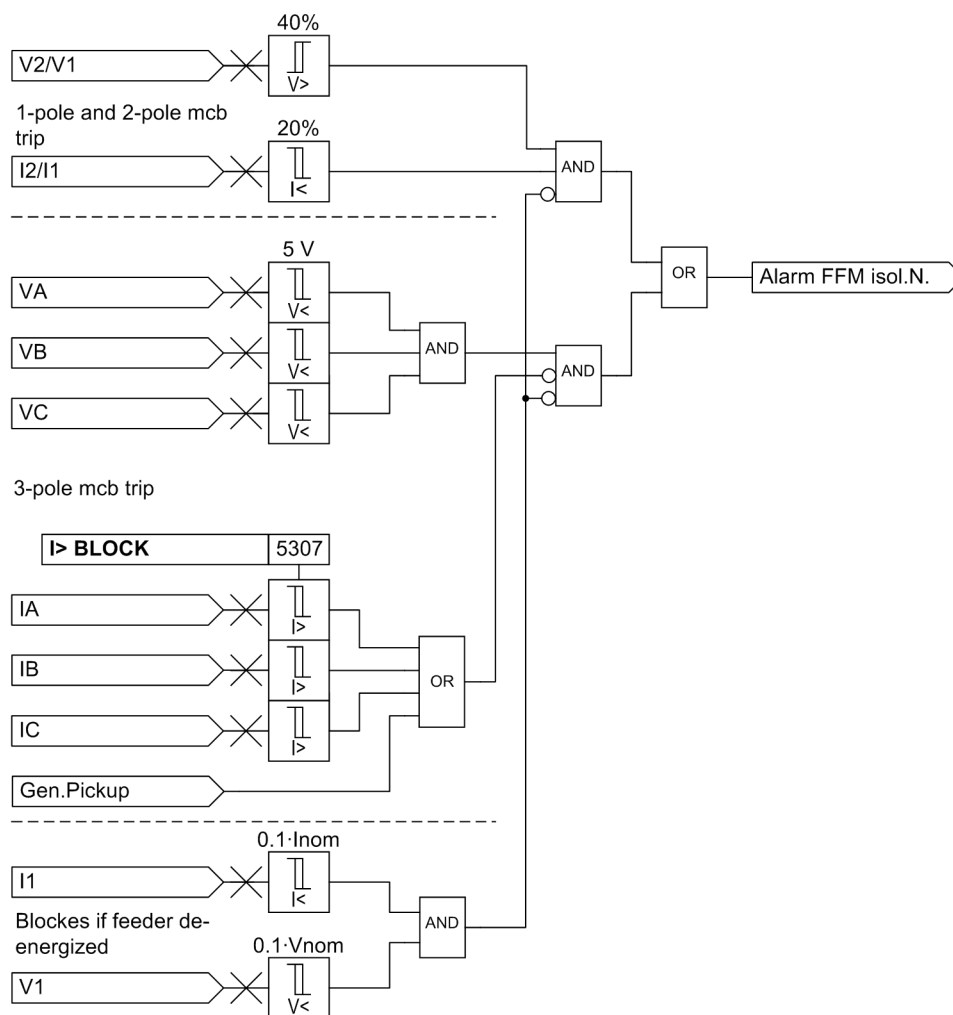 40%
V2/V1
V>
1-pole and 2-pole mcb
trip
20%
I2/I1
I<
AND
5 V
VA
V<
VB
V<
VC
V<
AND
AND
OR
Alarm FFM isol.N.
3-pole mcb trip
I> BLOCK 5307
IA
I>
IB
I>
IC
I>
OR
Gen.Pickup
0.1·Inom
I1
I<
Blockes if feeder de-
energized
AND
0.1·Vnom
V1
V<